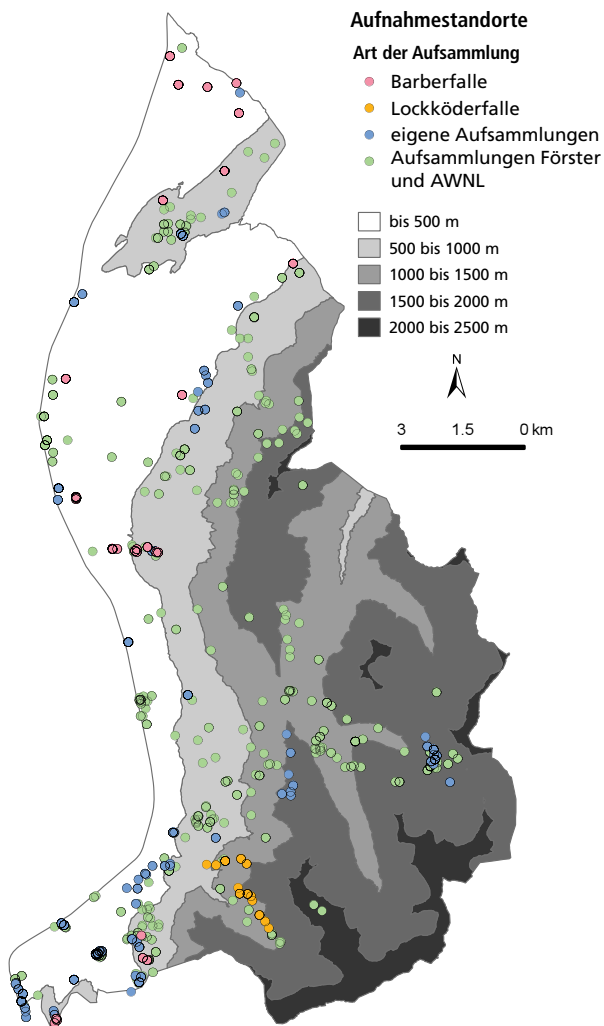 Aufnahmestandorte
Art der Aufsammlung
Barberfalle
Lockköderfalle
eigene Aufsammlungen
Aufsammlungen Förster
und AWNL
bis 500 m
500 bis 1000 m
1000 bis 1500 m
1500 bis 2000 m
2000 bis 2500 m
N
3 1.5 0 km